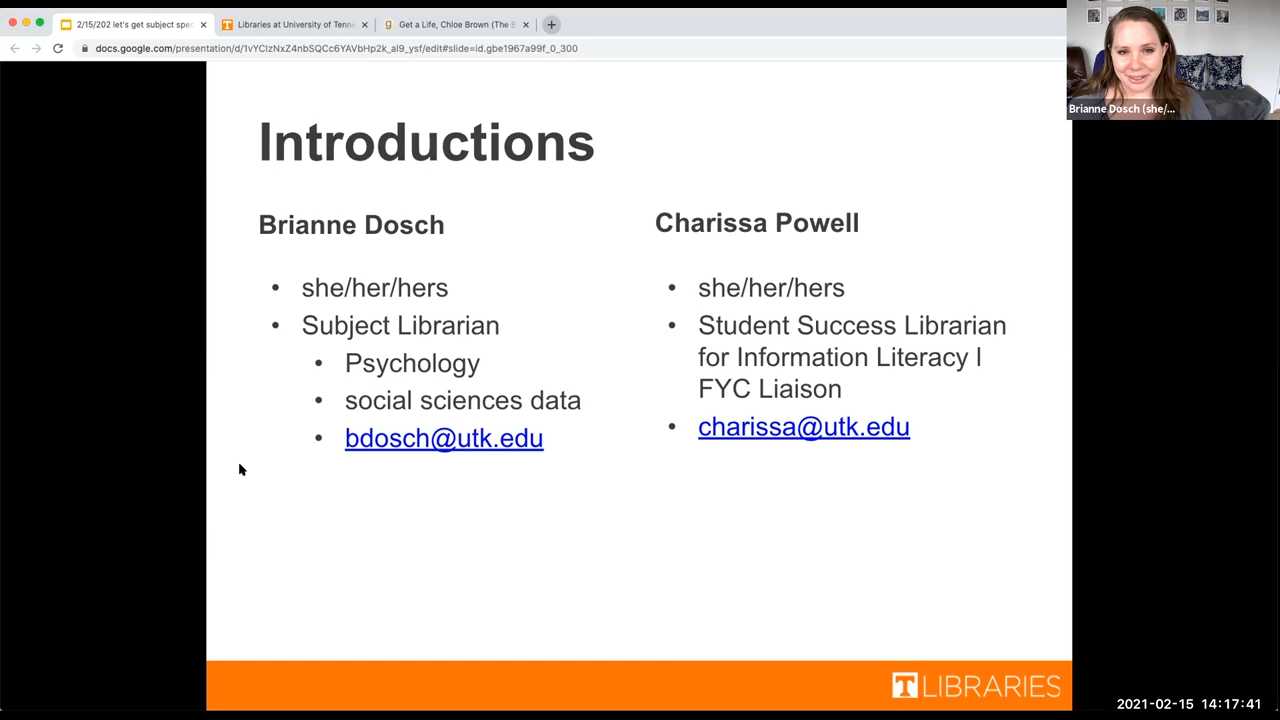 2/15/202 let's get subject spec
Libraries at University of Tenne
Get a Life, Chloe Brown (The B
docs.google.com/presentation/d/1vYClzNxZ4nbSQCc6YAVbHp2k_al9_ysf/edit#slide=id.gbe1967a99f_0_300
Brianne Dosch (she/...
Introductions
Brianne Dosch
she/her/hers
Subject Librarian
Psychology
social sciences data
bdosch@utk.edu
Charissa Powell
she/her/hers
Student Success Librarian
for Information Literacy |
FYC Liaison
charissa@utk.edu
T LIBRARIES
2021-02-15 14:17:41